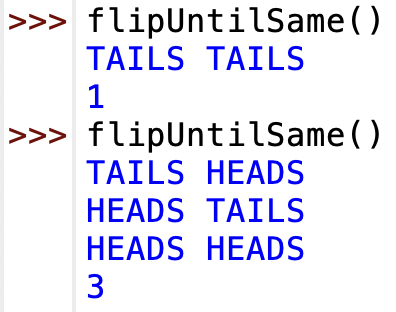 >>> flipUntilSame()
TAILS TAILS
1
>>> flipUntilSame()
TAILS HEADS
HEADS TAILS
HEADS HEADS
3